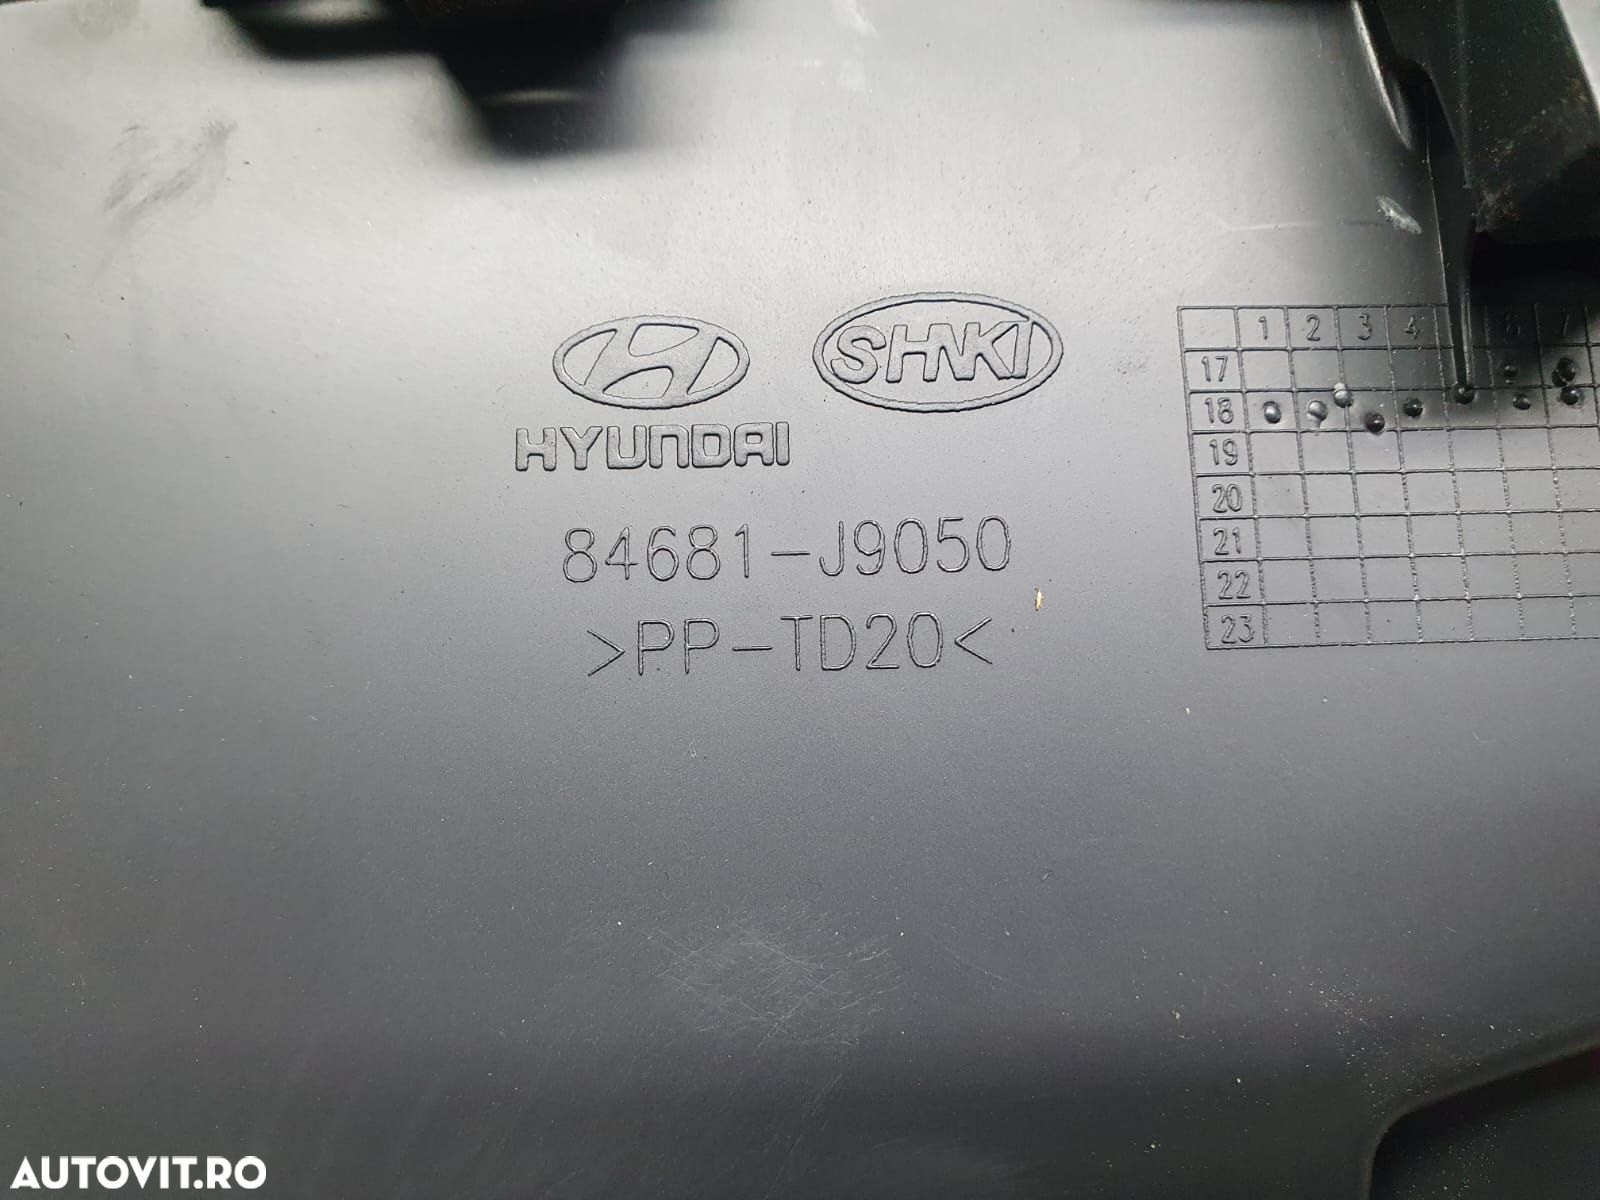 SHNKI
HYUNDAI
84681-J9050
>PP-TD20<
1 2 3 4 6 7
17
18
19
20
21
22
23
AUTOVIT.RO